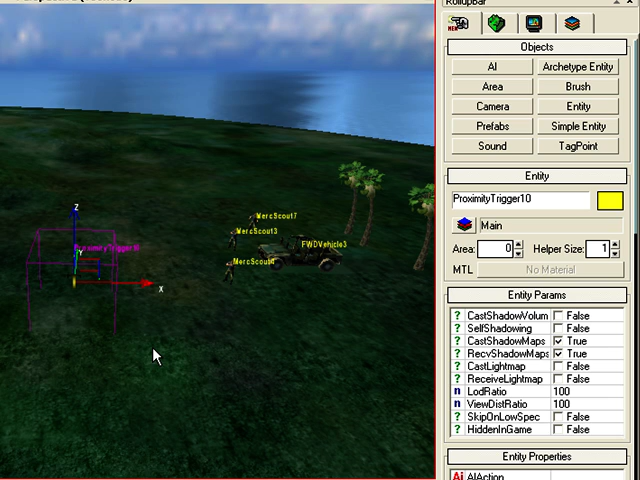 RollupBar
Objects
AI
Archetype Entity
Area
Brush
Camera
Entity
Prefabs
Simple Entity
Sound
TagPoint
Entity
ProximityTrigger10
Main
Area: 0 Helper Size: 1
MTL No Material
Entity Params
? CastShadowVolum False
? SelfShadowing False
? CastShadowMaps True
? RecvShadowMaps True
? CastLightmap False
? ReceiveLightmap False
n LodRatio 100
n ViewDistRatio 100
? SkipOnLowSpec False
? HiddenInGame False
Entity Properties
Ai AIAction
MercScout7
MercScout3
FWDVehicle3
MercScout4
ProximityTrigger10
Z
Y
X